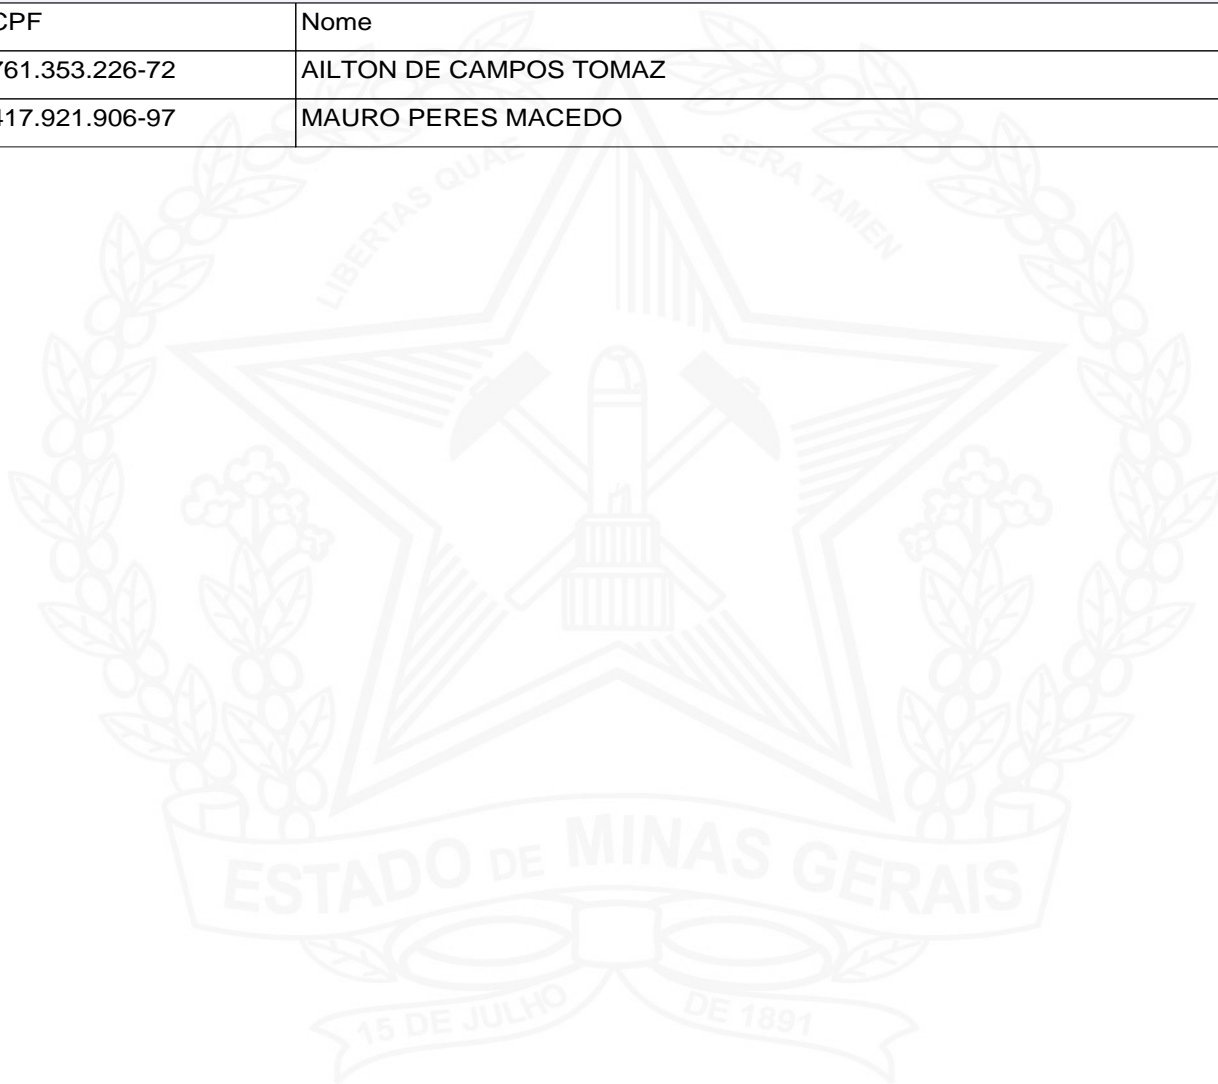 CPF Nome
761.353.226-72 AILTON DE CAMPOS TOMAZ
417.921.906-97 MAURO PERES MACEDO
LIBERTAS QUAE SERA TAMEN
ESTADO DE MINAS GERAIS
15 DE JULHO DE 1891